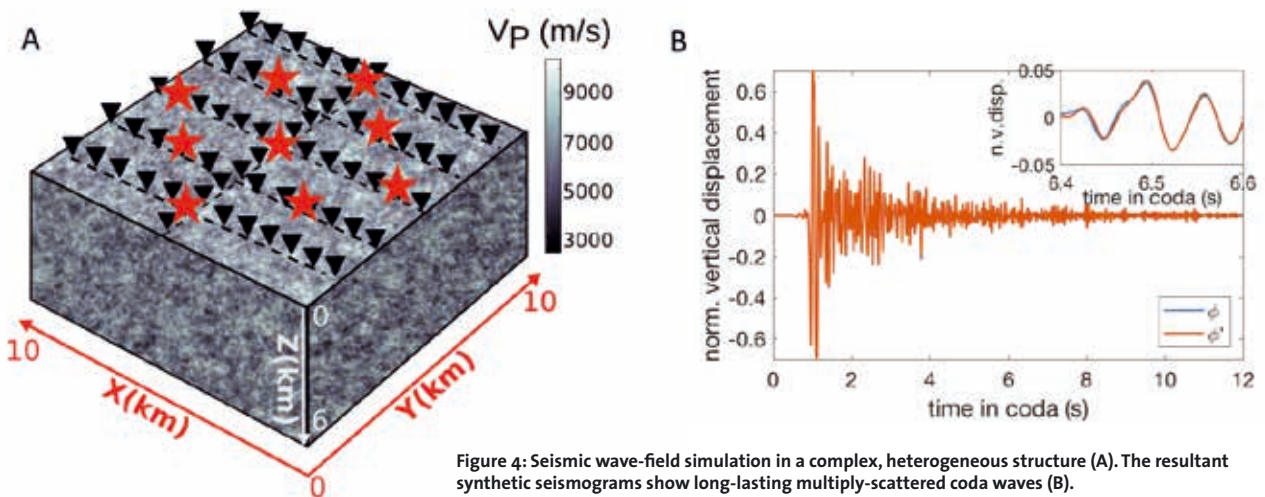 A
V_P (m/s)
9000
7000
5000
3000
0
Z(km)
6
10
X(km)
0
Y(km)
10
B
norm. vertical displacement
0.6
0.4
0.2
0
-0.2
-0.4
-0.6
0
2
4
6
8
10
12
time in coda (s)
n.v.disp.
0.05
0
-0.05
6.4
6.5
6.6
time in coda (s)
Figure 4: Seismic wave-field simulation in a complex, heterogeneous structure (A). The resultant
synthetic seismograms show long-lasting multiply-scattered coda waves (B).